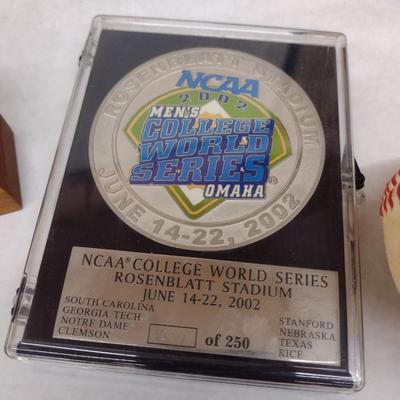 ROSENBLATT STADIUM
NCAA
2002
MEN'S
COLLEGE
WORLD
SERIES®
OMAHA
JUNE 14-22, 2002
NCAA® COLLEGE WORLD SERIES
ROSENBLATT STADIUM
JUNE 14-22, 2002
SOUTH CAROLINA
GEORGIA TECH
NOTRE DAME
CLEMSON
of 250
STANFORD
NEBRASKA
TEXAS
RICE